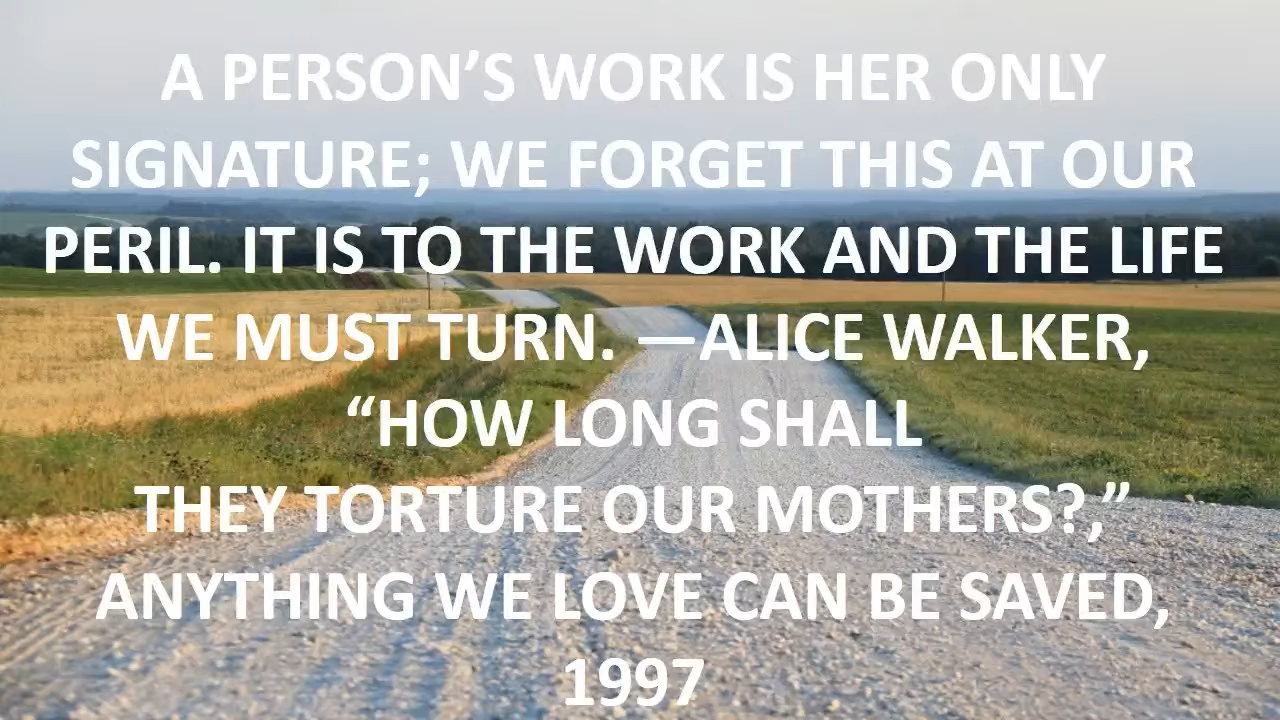 A PERSON’S WORK IS HER ONLY
SIGNATURE; WE FORGET THIS AT OUR
PERIL. IT IS TO THE WORK AND THE LIFE
WE MUST TURN. —ALICE WALKER,
“HOW LONG SHALL
THEY TORTURE OUR MOTHERS?,”
ANYTHING WE LOVE CAN BE SAVED,
1997